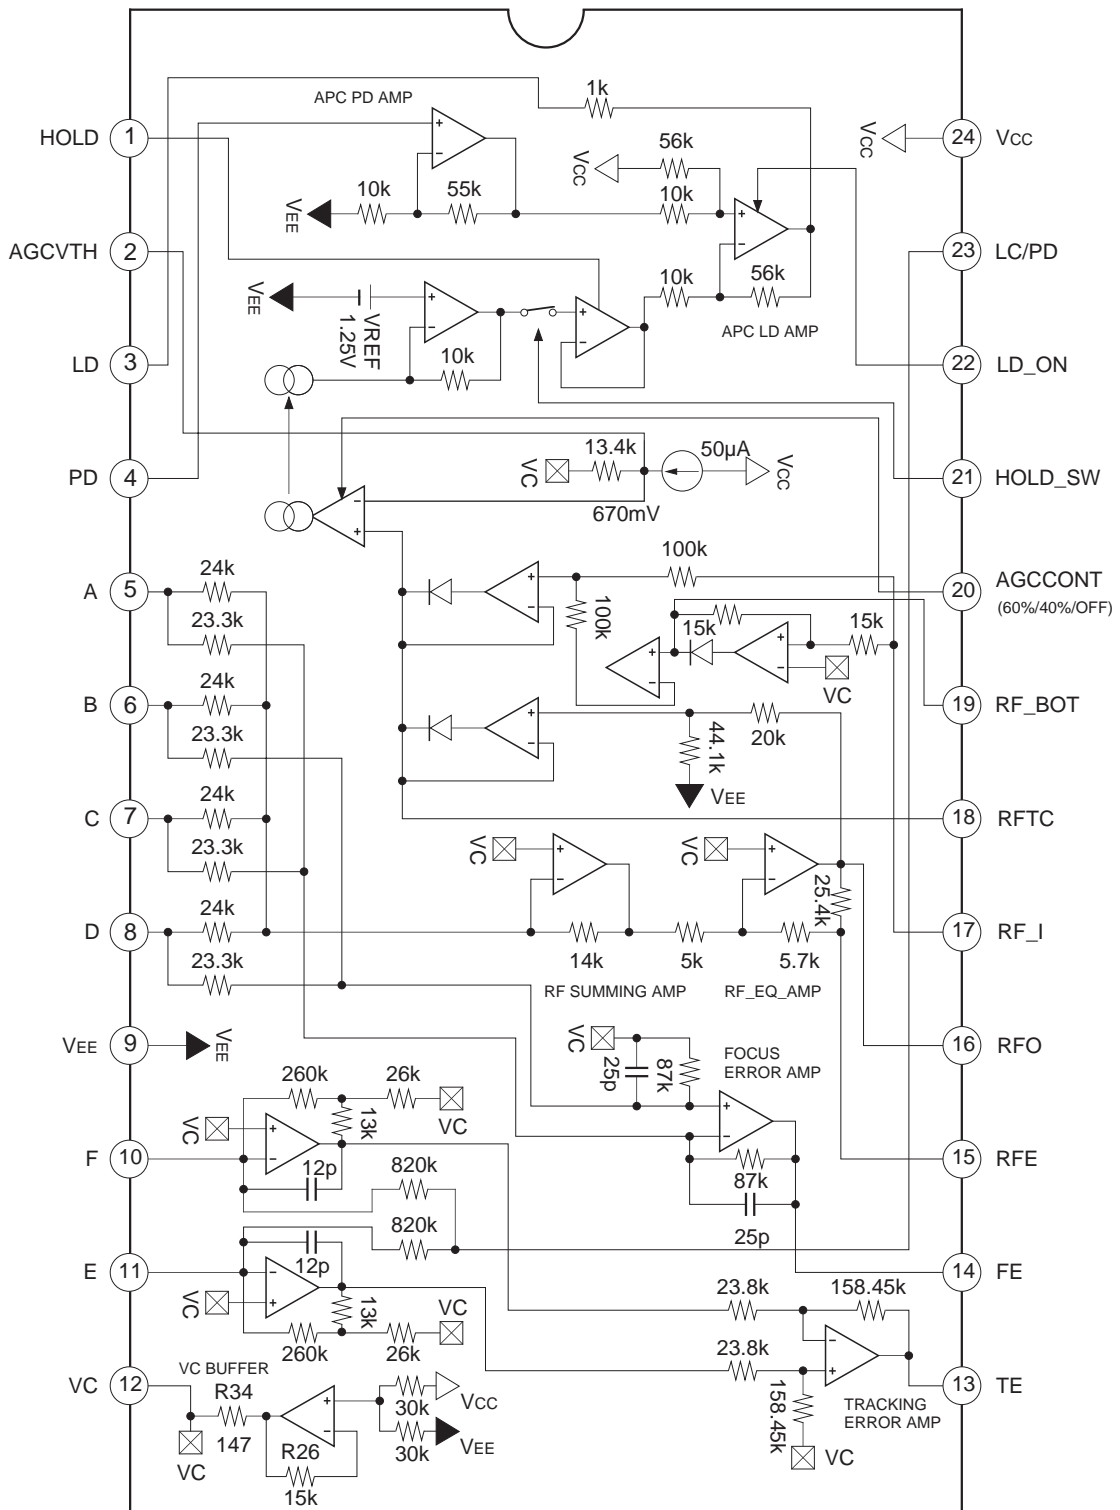 1k
APC PD AMP
HOLD 1
24 VCC
VCC
56k
VCC
10k
55k
10k
VEE
AGCVTH 2
23 LC/PD
VEE
VREF
1.25V
10k
56k
APC LD AMP
10k
LD 3
22 LD_ON
13.4k
50µA
VC
VCC
670mV
PD 4
21 HOLD_SW
24k
100k
A 5
20 AGCCONT
(60%/40%/OFF)
23.3k
100k
15k
15k
VC
24k
B 6
19 RF_BOT
23.3k
20k
44.1k
VEE
24k
C 7
18 RFTC
23.3k
VC
VC
25.4k
24k
D 8
17 RF_I
23.3k
14k
5k
5.7k
RF SUMMING AMP
RF_EQ_AMP
VEE 9
VEE
16 RFO
VC
25p
87k
FOCUS
ERROR AMP
260k
26k
VC
13k
VC
F 10
15 RFE
12p
820k
87k
820k
25p
E 11
14 FE
12p
VC
13k
VC
260k
26k
23.8k
158.45k
23.8k
VC 12
13 TE
VC BUFFER
R34
147
VC
30k
VCC
30k
VEE
R26
15k
158.45k
VC
TRACKING
ERROR AMP
+
−
+
−
+
−
+
−
+
−
+
−
+
−
+
−
+
−
+
−
+
−
+
−
+
−
+
−
+
−
+
−
+
−